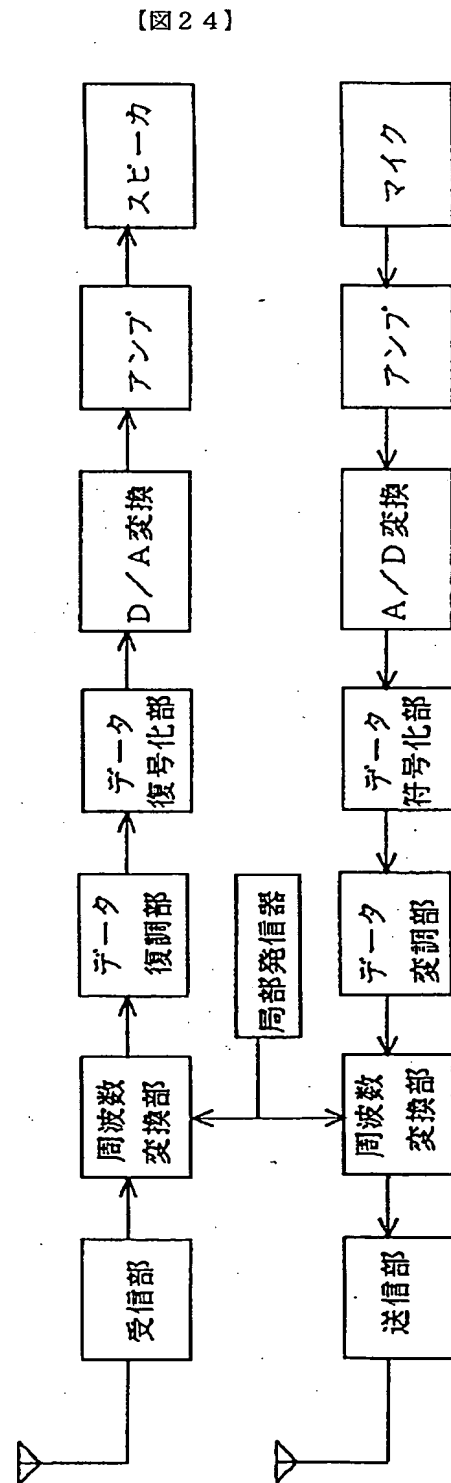 【図24】
スピーカ
アンプ
D/A変換
データ
復号化部
データ
復調部
周波数
変換部
受信部
局部発信器
マイク
アンプ
A/D変換
データ
符号化部
データ
変調部
周波数
変換部
送信部